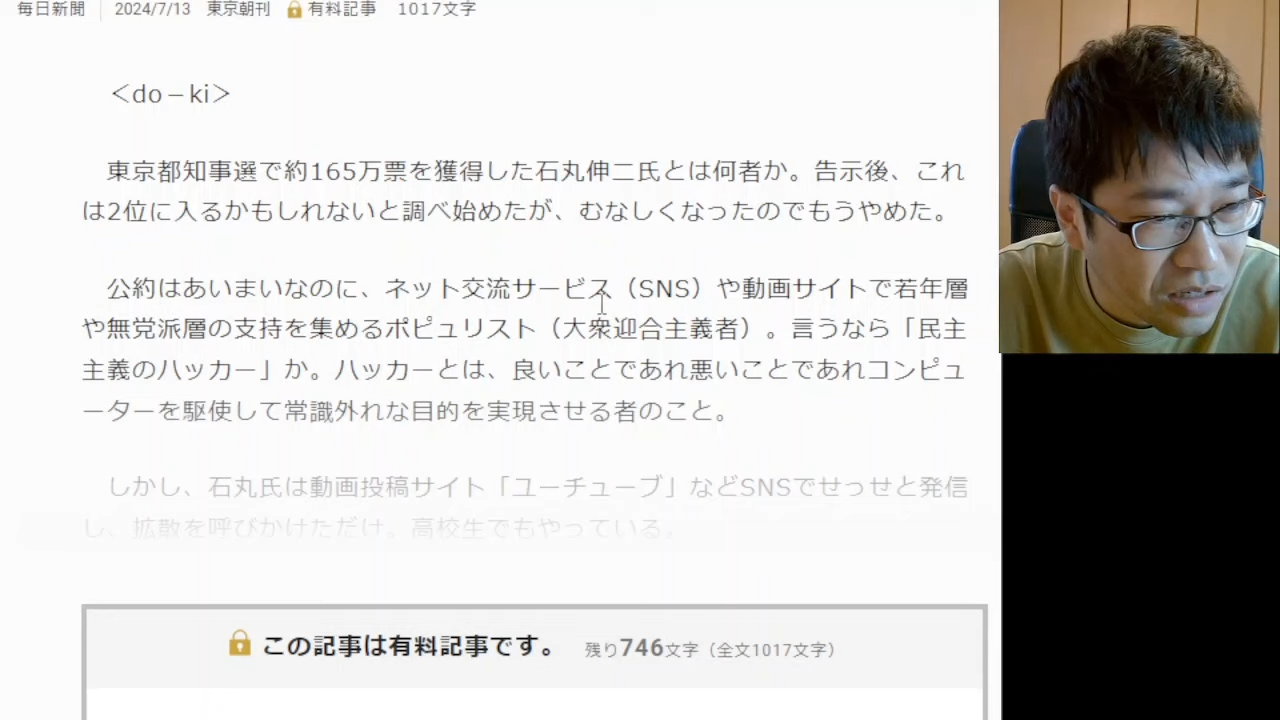 毎日新聞 2024/7/13 東京朝刊 有料記事 1017文字
＜do－ki＞
東京都知事選で約165万票を獲得した石丸伸二氏とは何者か。告示後、これ
は2位に入るかもしれないと調べ始めたが、むなしくなったのでもうやめた。
公約はあいまいなのに、ネット交流サービス（SNS）や動画サイトで若年層
や無党派層の支持を集めるポピュリスト（大衆迎合主義者）。言うなら「民主
主義のハッカー」か。ハッカーとは、良いことであれ悪いことであれコンピュ
ーターを駆使して常識外れな目的を実現させる者のこと。
しかし、石丸氏は動画投稿サイト「ユーチューブ」などSNSでせっせと発信
し、拡散を呼びかけただけ。高校生でもやっている。
この記事は有料記事です。 残り746文字（全文1017文字）